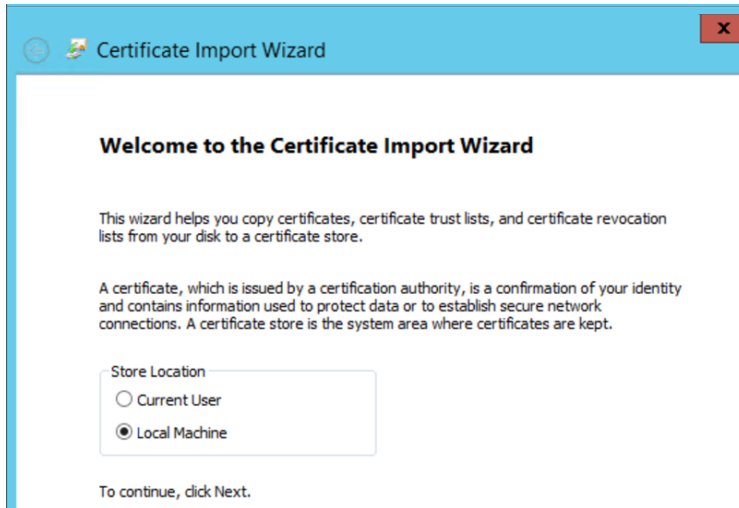 x
Certificate Import Wizard
Welcome to the Certificate Import Wizard
This wizard helps you copy certificates, certificate trust lists, and certificate revocation
lists from your disk to a certificate store.
A certificate, which is issued by a certification authority, is a confirmation of your identity
and contains information used to protect data or to establish secure network
connections. A certificate store is the system area where certificates are kept.
Store Location
Current User
Local Machine
To continue, click Next.